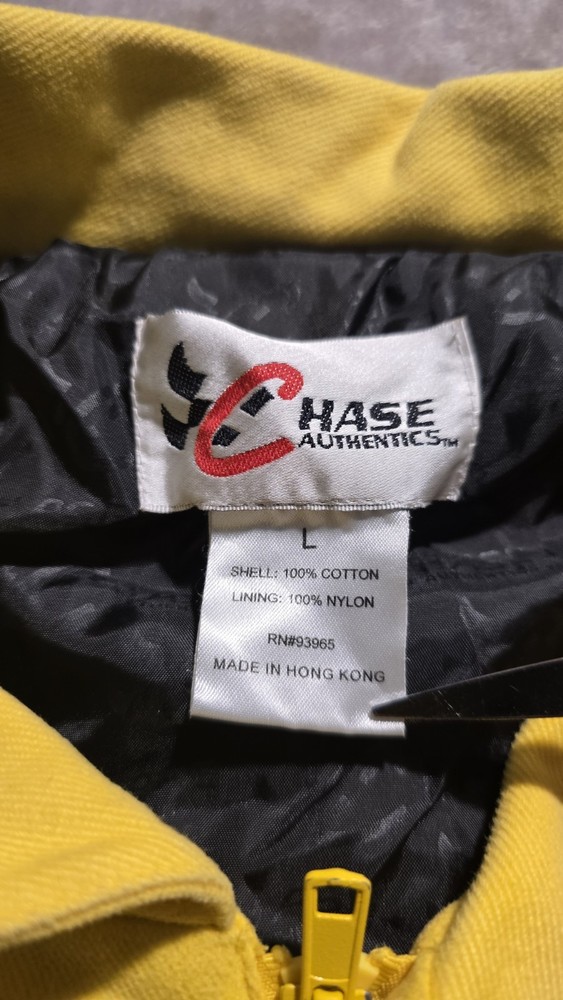 CHASE
AUTHENTICS™
L
SHELL: 100% COTTON
LINING: 100% NYLON
RN#93965
MADE IN HONG KONG